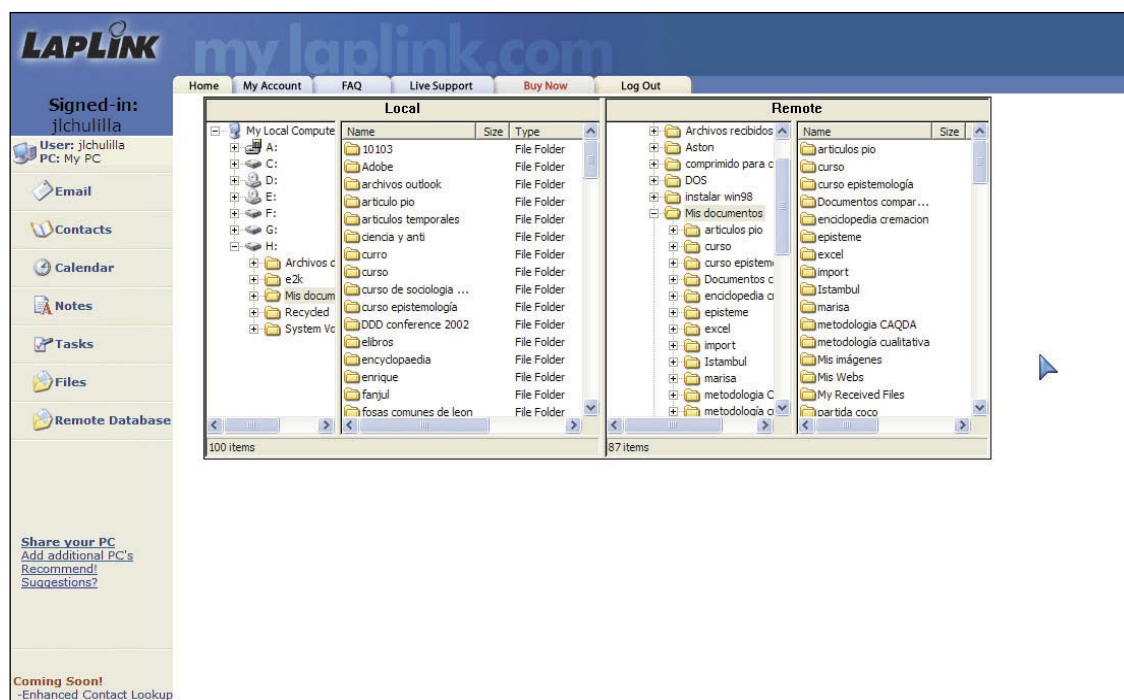 LAPLINK
my laplink.com
Home My Account FAQ Live Support Buy Now Log Out
Signed-in:
jlchulilla
User: jlchulilla
PC: My PC
Email
Contacts
Calendar
Notes
Tasks
Files
Remote Database
Share your PC
Add additional PC's
Recommend!
Suggestions?
Coming Soon!
-Enhanced Contact Lookup
Local
My Local Compute
A:
C:
D:
E:
F:
G:
H:
Archivos d
e2k
Mis docum
Recycled
System Vo
Name Size Type
10103 File Folder
Adobe File Folder
archivos outlook File Folder
articulo pio File Folder
articulos temporales File Folder
ciencia y anti File Folder
curro File Folder
curso File Folder
curso de sociologia ... File Folder
curso epistemología File Folder
DDD conference 2002 File Folder
elibros File Folder
encyclopaedia File Folder
enrique File Folder
fanjul File Folder
fosas comunes de leon File Folder
100 items
Remote
Archivos recibidos
Aston
comprimido para c
DOS
instalar win98
Mis documentos
articulos pio
curso
curso epistem
Documentos c
enciclopedia c
episteme
excel
import
Istambul
marisa
metodologia C
metodología c
Name Size
articulos pio
curso
curso epistemología
Documentos compar...
enciclopedia cremacion
episteme
excel
import
Istambul
marisa
metodologia CAQDA
metodología cualitativa
Mis imágenes
Mis Webs
My Received Files
partida coco
87 items